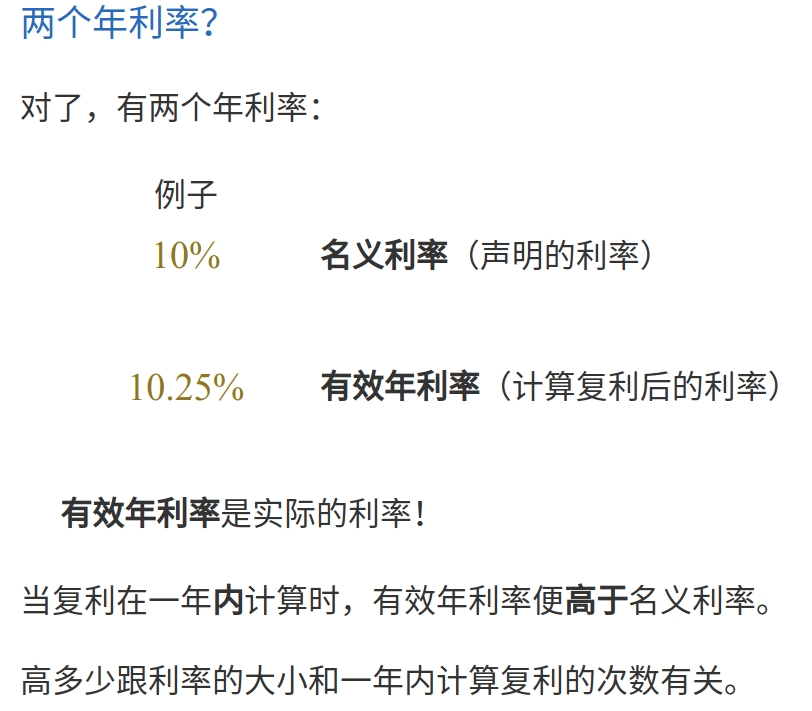 两个年利率？
对了，有两个年利率：
例子
10% 名义利率（声明的利率）
10.25% 有效年利率（计算复利后的利率）
有效年利率是实际的利率！
当复利在一年内计算时，有效年利率便高于名义利率。
高多少跟利率的大小和一年内计算复利的次数有关。